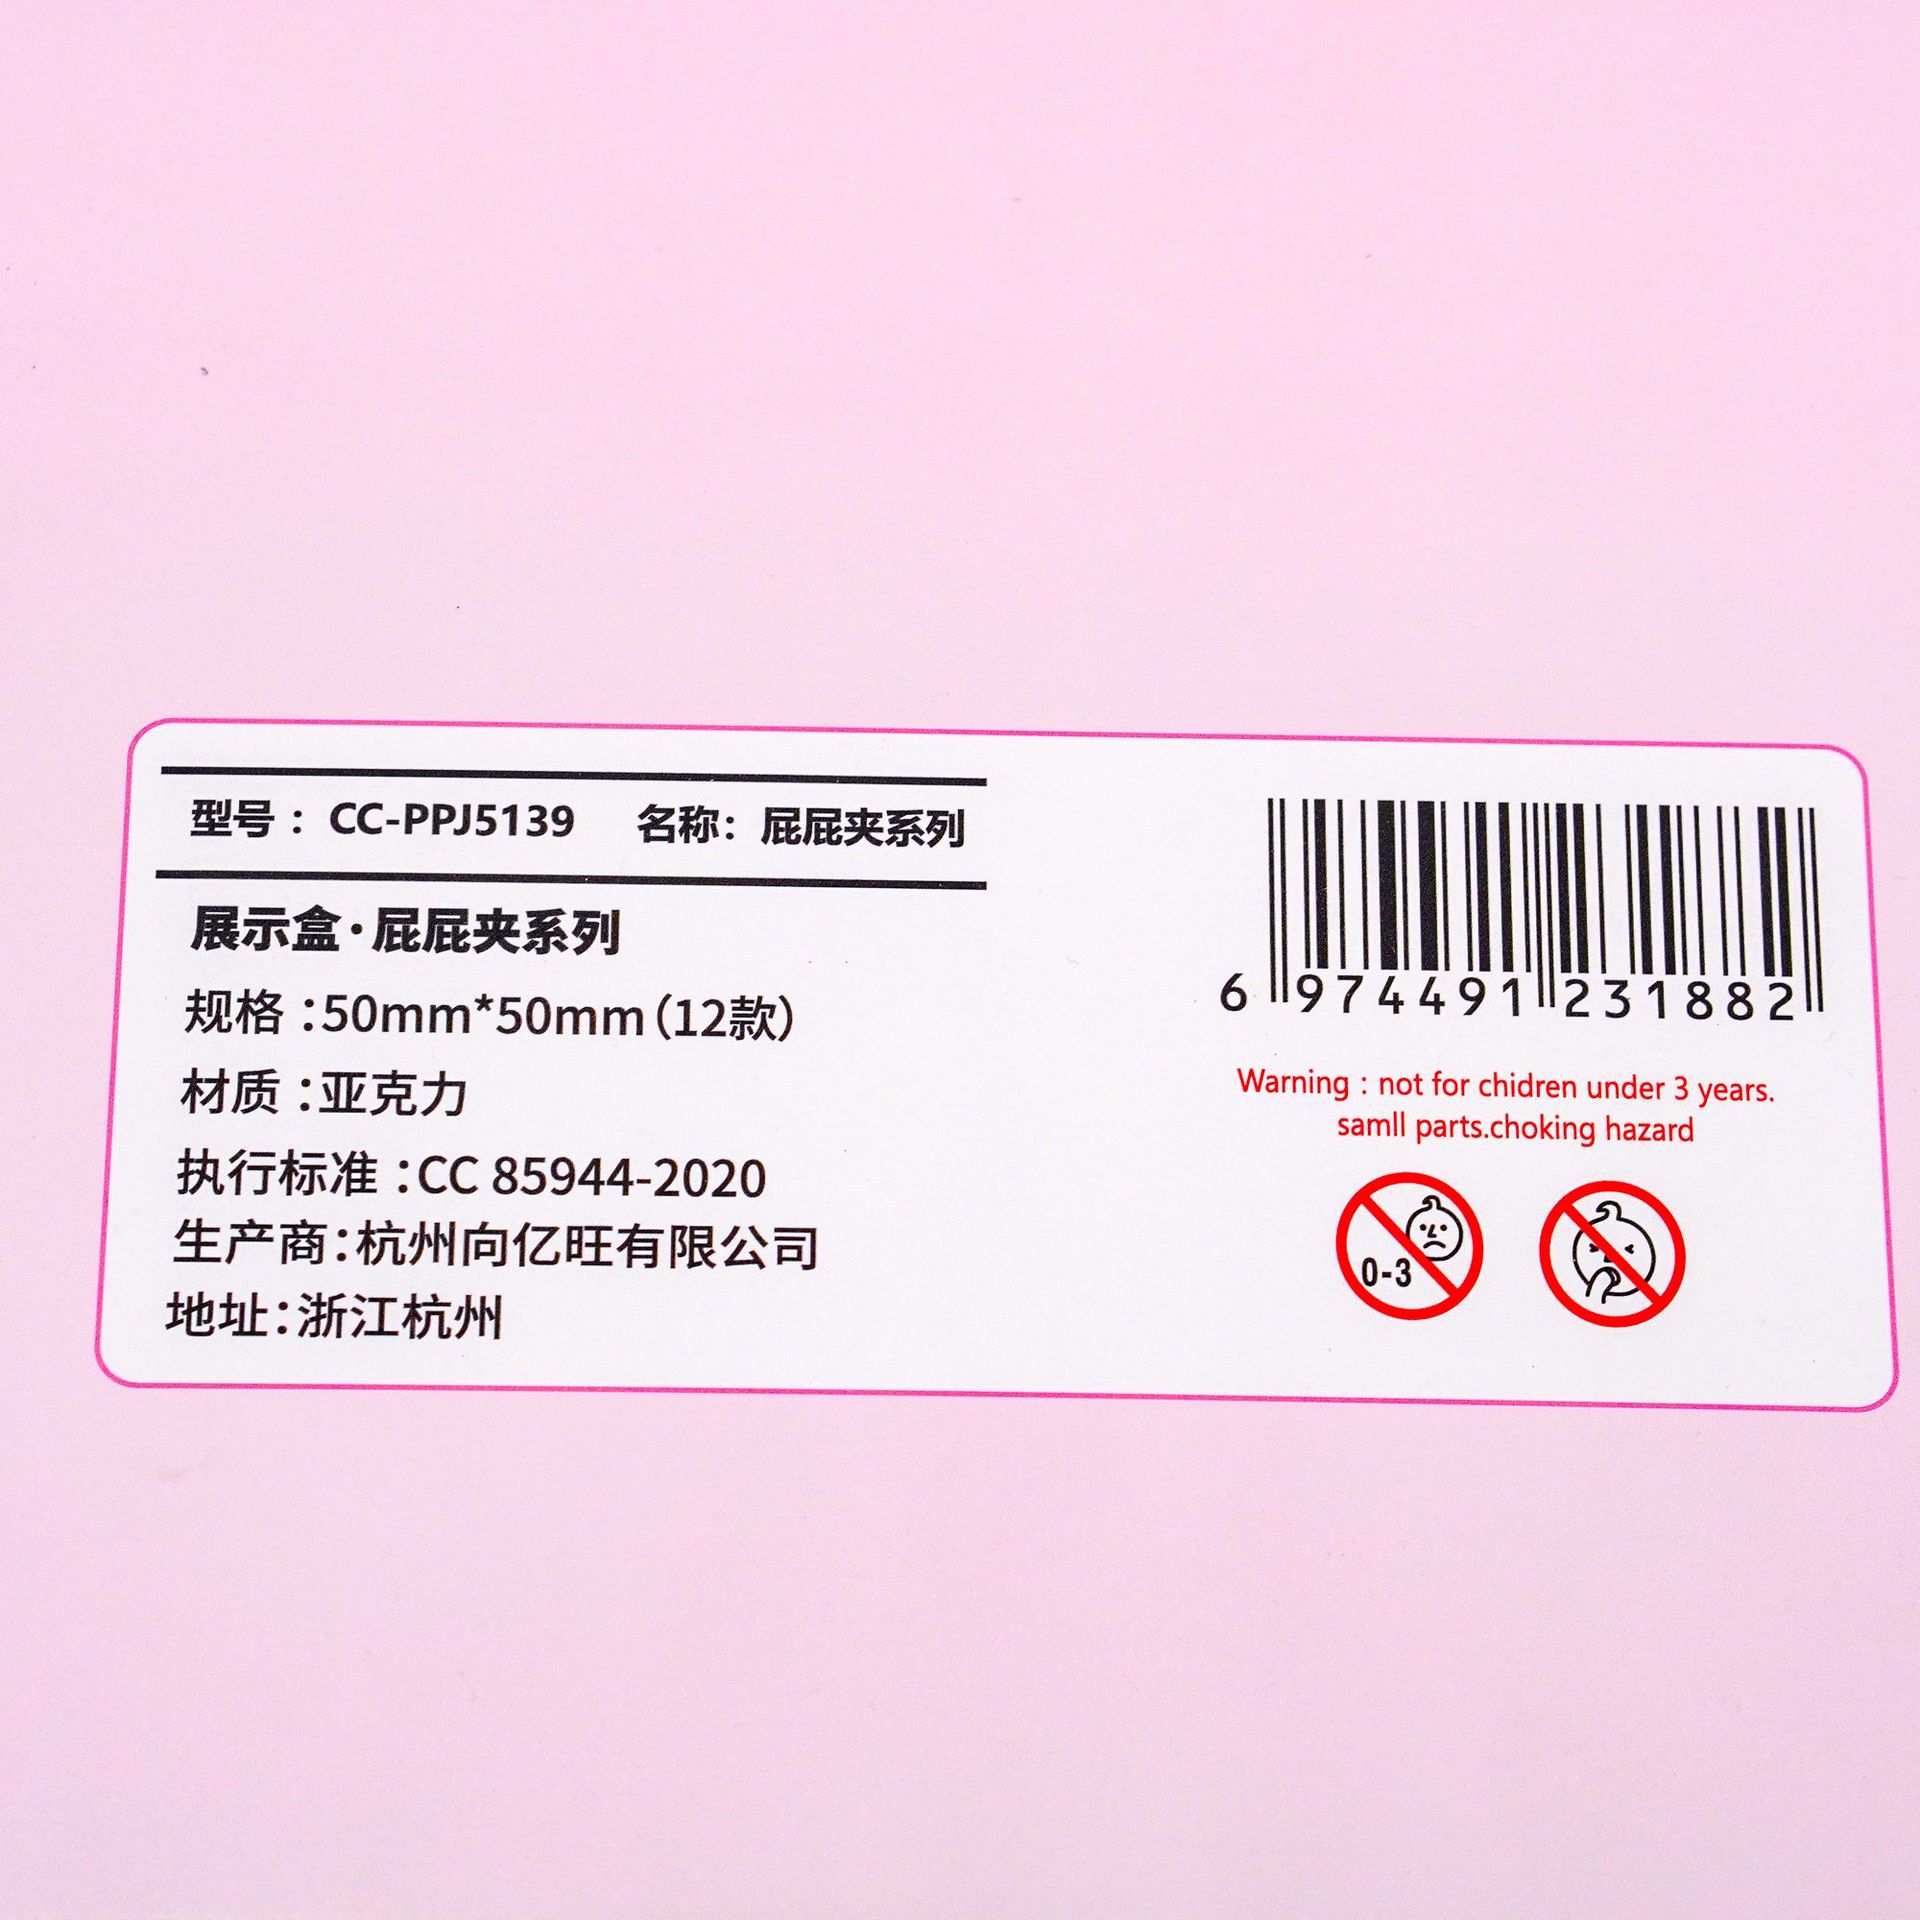 型号：CC-PPJ5139 名称：屁屁夹系列
展示盒·屁屁夹系列
规格：50mm*50mm（12款）
材质：亚克力
执行标准：CC 85944-2020
生产商：杭州向亿旺有限公司
地址：浙江杭州
6 974491 231882
Warning : not for chidren under 3 years.
samll parts.choking hazard
0-3